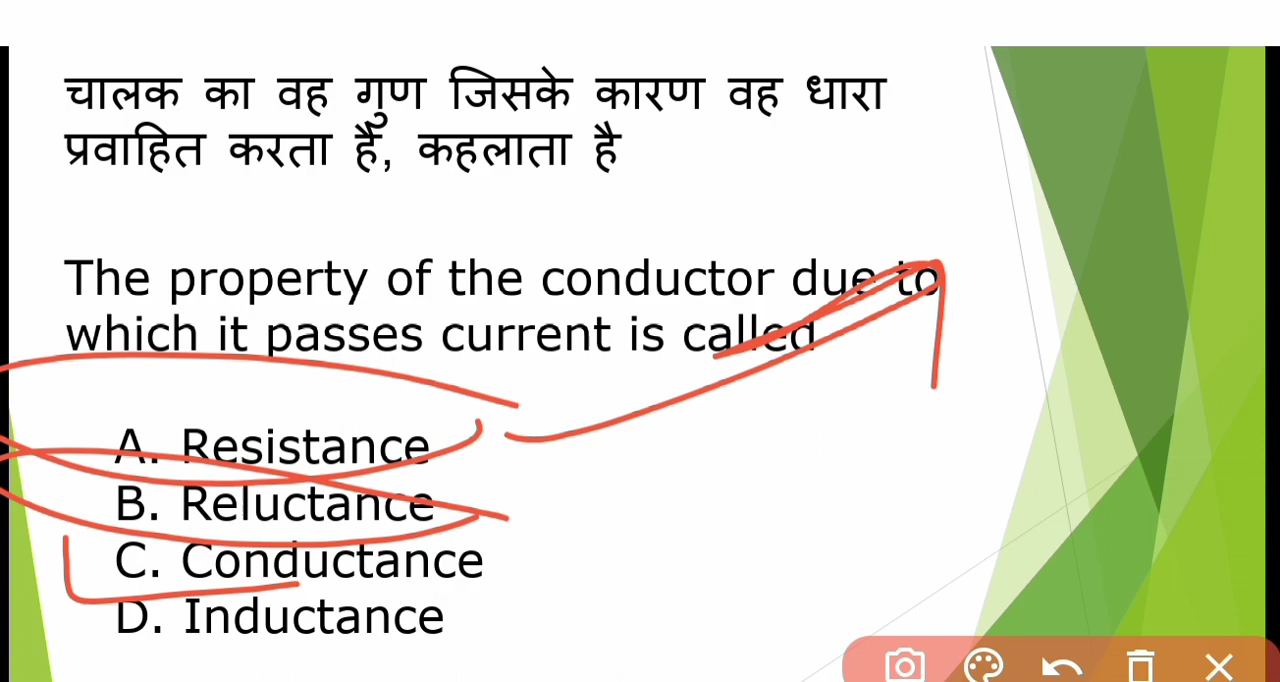 चालक का वह गुण जिसके कारण वह धारा
प्रवाहित करता है, कहलाता है
The property of the conductor due to
which it passes current is called
A. Resistance
B. Reluctance
C. Conductance
D. Inductance